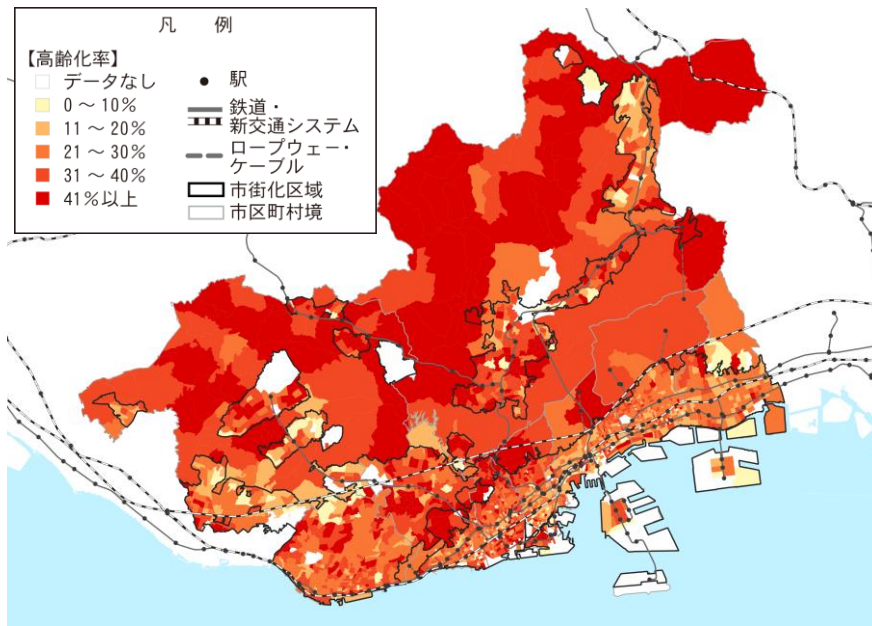 凡 例
【高齢化率】
データなし
0 ～ 10%
11 ～ 20%
21 ～ 30%
31 ～ 40%
41%以上
駅
鉄道・
新交通システム
ロープウェー・
ケーブル
市街化区域
市区町村境